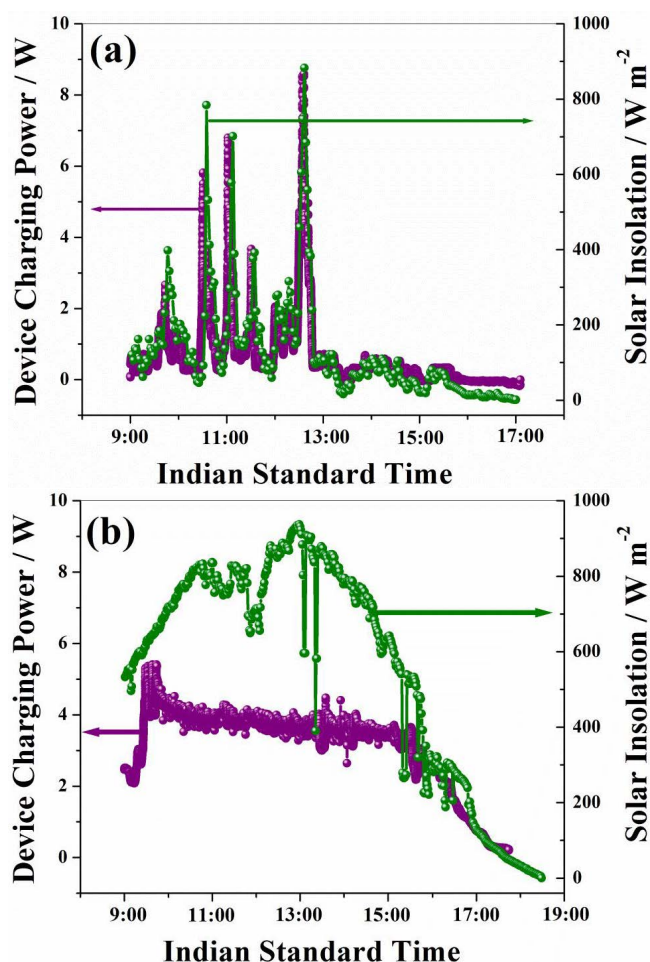 (a)
Device Charging Power / W
10
8
6
4
2
0
Solar Insolation / W m-2
1000
800
600
400
200
0
9:00 11:00 13:00 15:00 17:00
Indian Standard Time
(b)
Device Charging Power / W
10
8
6
4
2
0
Solar Insolation / W m-2
1000
800
600
400
200
0
9:00 11:00 13:00 15:00 17:00 19:00
Indian Standard Time